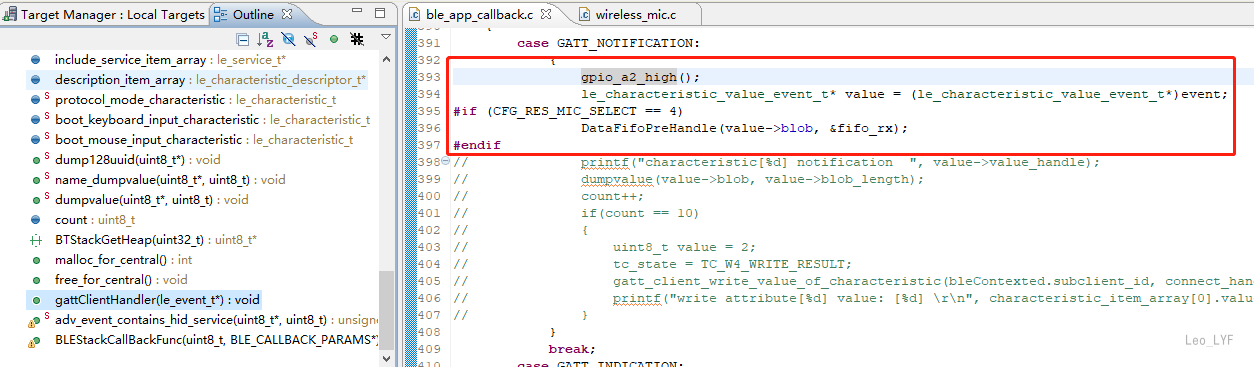 Target Manager : Local Targets
Outline
include_service_item_array : le_service_t*
description_item_array : le_characteristic_descriptor_t*
protocol_mode_characteristic : le_characteristic_t
boot_keyboard_input_characteristic : le_characteristic_t
boot_mouse_input_characteristic : le_characteristic_t
dump128uuid(uint8_t*) : void
name_dumpvalue(uint8_t*, uint8_t) : void
dumpvalue(uint8_t*, uint8_t) : void
count : uint8_t
BTStackGetHeap(uint32_t) : uint8_t*
malloc_for_central() : int
free_for_central() : void
gattClientHandler(le_event_t*) : void
adv_event_contains_hid_service(uint8_t*, uint8_t) : unsigne
BLEStackCallBackFunc(uint8_t, BLE_CALLBACK_PARAMS*)
ble_app_callback.c
wireless_mic.c
390 {
391 case GATT_NOTIFICATION:
392 {
393 gpio_a2_high();
394 le_characteristic_value_event_t* value = (le_characteristic_value_event_t*)event;
395 #if (CFG_RES_MIC_SELECT == 4)
396 DataFifoPreHandle(value->blob, &fifo_rx);
397 #endif
398 // printf("characteristic[%d] notification ", value->value_handle);
399 // dumpvalue(value->blob, value->blob_length);
400 // count++;
401 // if(count == 10)
402 // {
403 // uint8_t value = 2;
404 // tc_state = TC_W4_WRITE_RESULT;
405 // gatt_client_write_value_of_characteristic(bleContexted.subclient_id, connect_han
406 // printf("write attribute[%d] value: [%d] \r\n", characteristic_item_array[0].valu
407 // }
408 }
409 break;
410 case GATT_INDICATION:
Leo_LYF